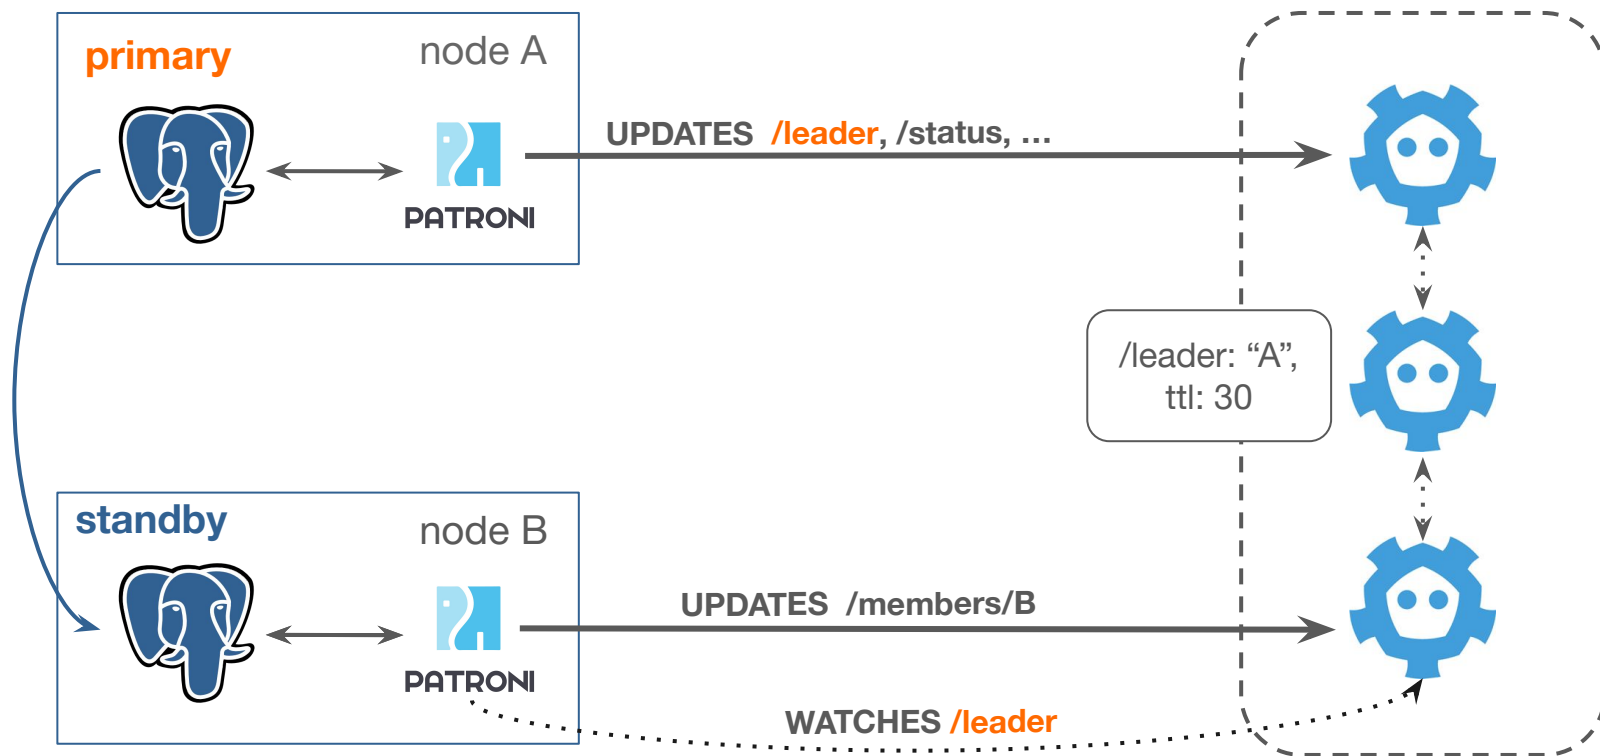 primary
node A
UPDATES /leader, /status, ...
PATRONI
/leader: “A”,
ttl: 30
standby
node B
UPDATES /members/B
PATRONI
WATCHES /leader